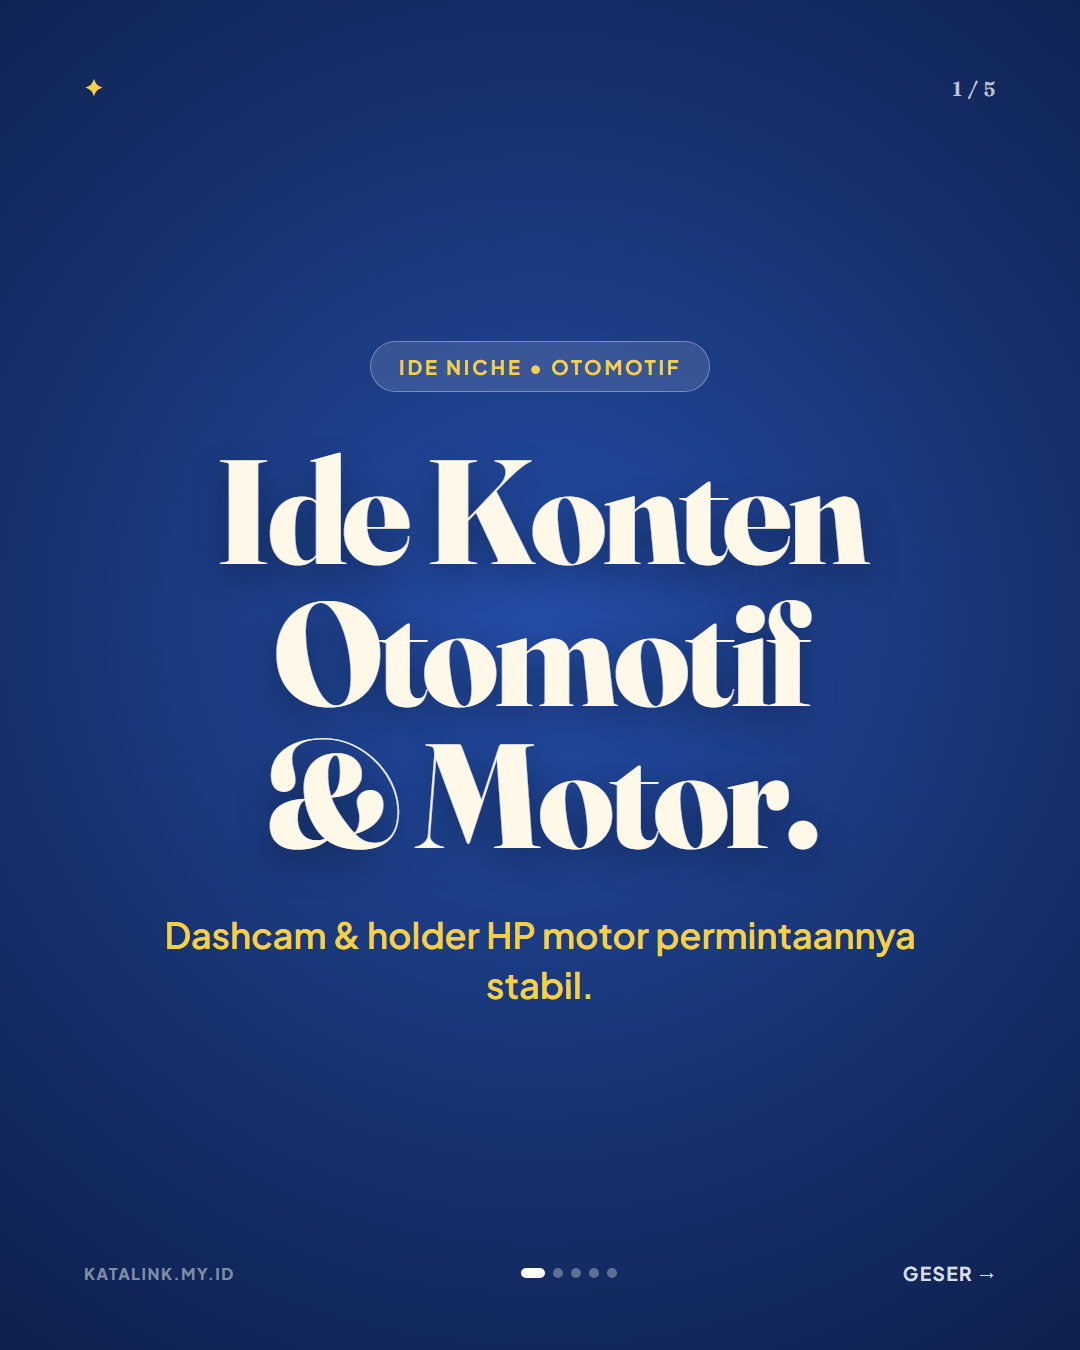 ✦
1 / 5
IDE NICHE • OTOMOTIF
Ide Konten
Otomotif
& Motor.
Dashcam & holder HP motor permintaannya
stabil.
KATALINK.MY.ID
GESER →